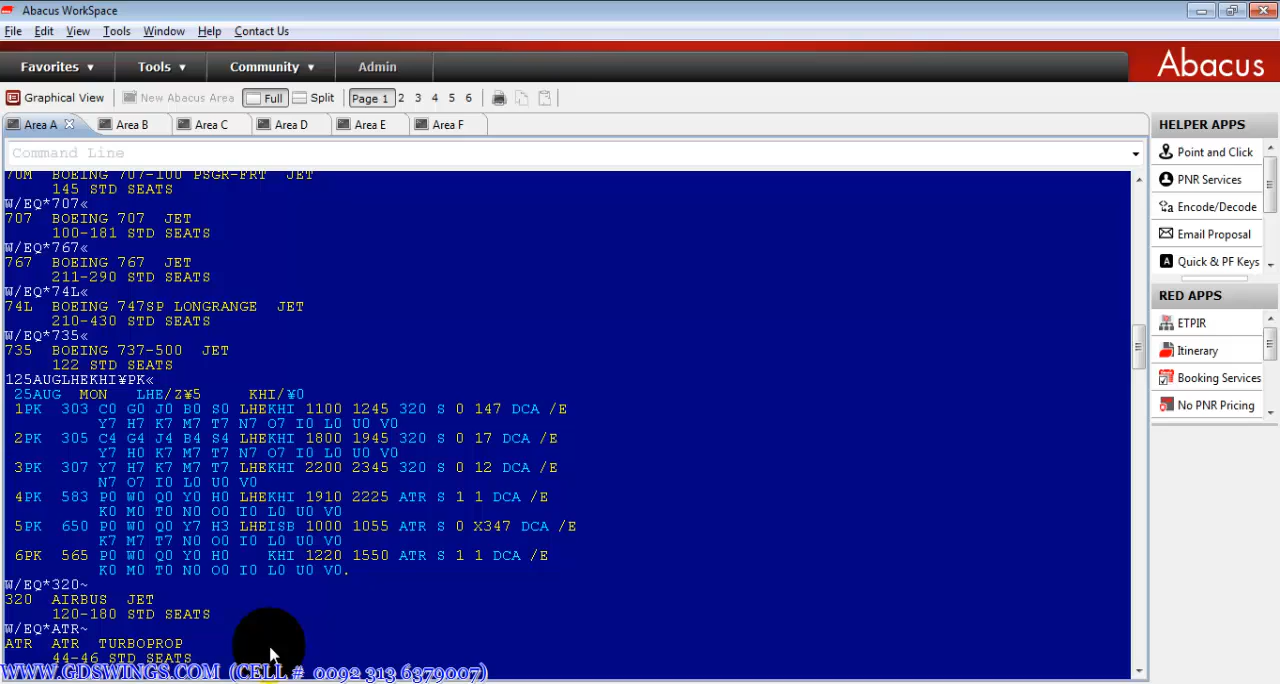 Abacus WorkSpace
File Edit View Tools Window Help Contact Us
Favorites Tools Community Admin
Abacus
Graphical View New Abacus Area Full Split Page 1 2 3 4 5 6
Area A Area B Area C Area D Area E Area F
Command Line
70M BOEING 707-100 PSGR-FRT JET
145 STD SEATS
W/EQ*707«
707 BOEING 707 JET
100-181 STD SEATS
W/EQ*767«
767 BOEING 767 JET
211-290 STD SEATS
W/EQ*74L«
74L BOEING 747SP LONGRANGE JET
210-430 STD SEATS
W/EQ*735«
735 BOEING 737-500 JET
122 STD SEATS
125AUGLHEKHI¥PK«
25AUG MON LHE/Z¥5 KHI/¥0
1PK 303 C0 G0 J0 B0 S0 LHEKHI 1100 1245 320 S 0 147 DCA /E
Y7 H7 K7 M7 T7 N7 O7 I0 L0 U0 V0
2PK 305 C4 G4 J4 B4 S4 LHEKHI 1800 1945 320 S 0 17 DCA /E
Y7 H0 K7 M7 T7 N7 O7 I0 L0 U0 V0
3PK 307 Y7 H7 K7 M7 T7 LHEKHI 2200 2345 320 S 0 12 DCA /E
N7 O7 I0 L0 U0 V0
4PK 583 P0 W0 Q0 Y0 H0 LHEKHI 1910 2225 ATR S 1 1 DCA /E
K0 M0 T0 N0 O0 I0 L0 U0 V0
5PK 650 P0 W0 Q0 Y7 H3 LHEISB 1000 1055 ATR S 0 X347 DCA /E
K7 M7 T7 N0 O0 I0 L0 U0 V0
6PK 565 P0 W0 Q0 Y0 H0 KHI 1220 1550 ATR S 1 1 DCA /E
K0 M0 T0 N0 O0 I0 L0 U0 V0.
W/EQ*320~
320 AIRBUS JET
120-180 STD SEATS
W/EQ*ATR~
ATR ATR TURBOPROP
44-46 STD SEATS
WWW.GDSWINGS.COM (CELL # 0092 313 6379007)
HELPER APPS
Point and Click
PNR Services
Encode/Decode
Email Proposal
Quick & PF Keys
RED APPS
ETPIR
Itinerary
Booking Services
No PNR Pricing